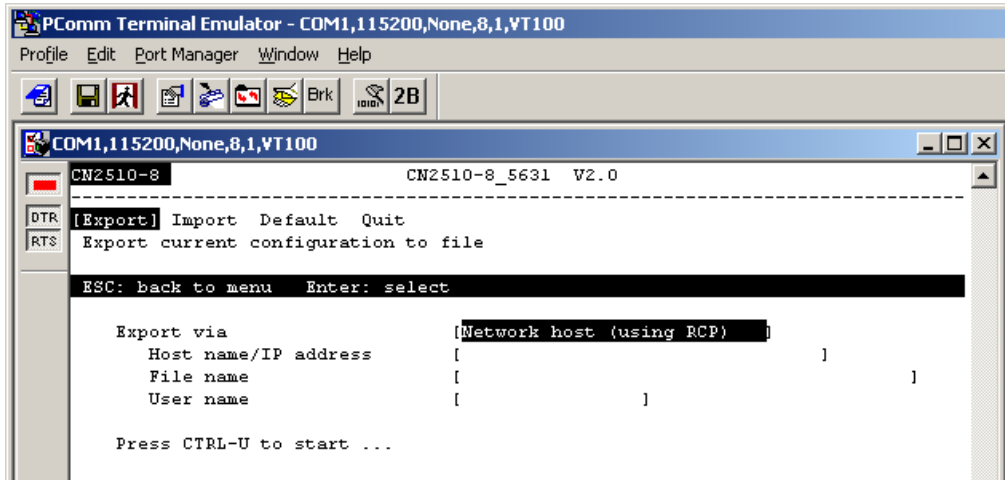 PComm Terminal Emulator - COM1,115200,None,8,1,VT100
Profile Edit Port Manager Window Help
Brk 2B
COM1,115200,None,8,1,VT100
CN2510-8 CN2510-8_5631 V2.0
DTR [Export] Import Default Quit
RTS Export current configuration to file
ESC: back to menu Enter: select
Export via [Network host (using RCP) ]
Host name/IP address [ ]
File name [ ]
User name [ ]
Press CTRL-U to start ...